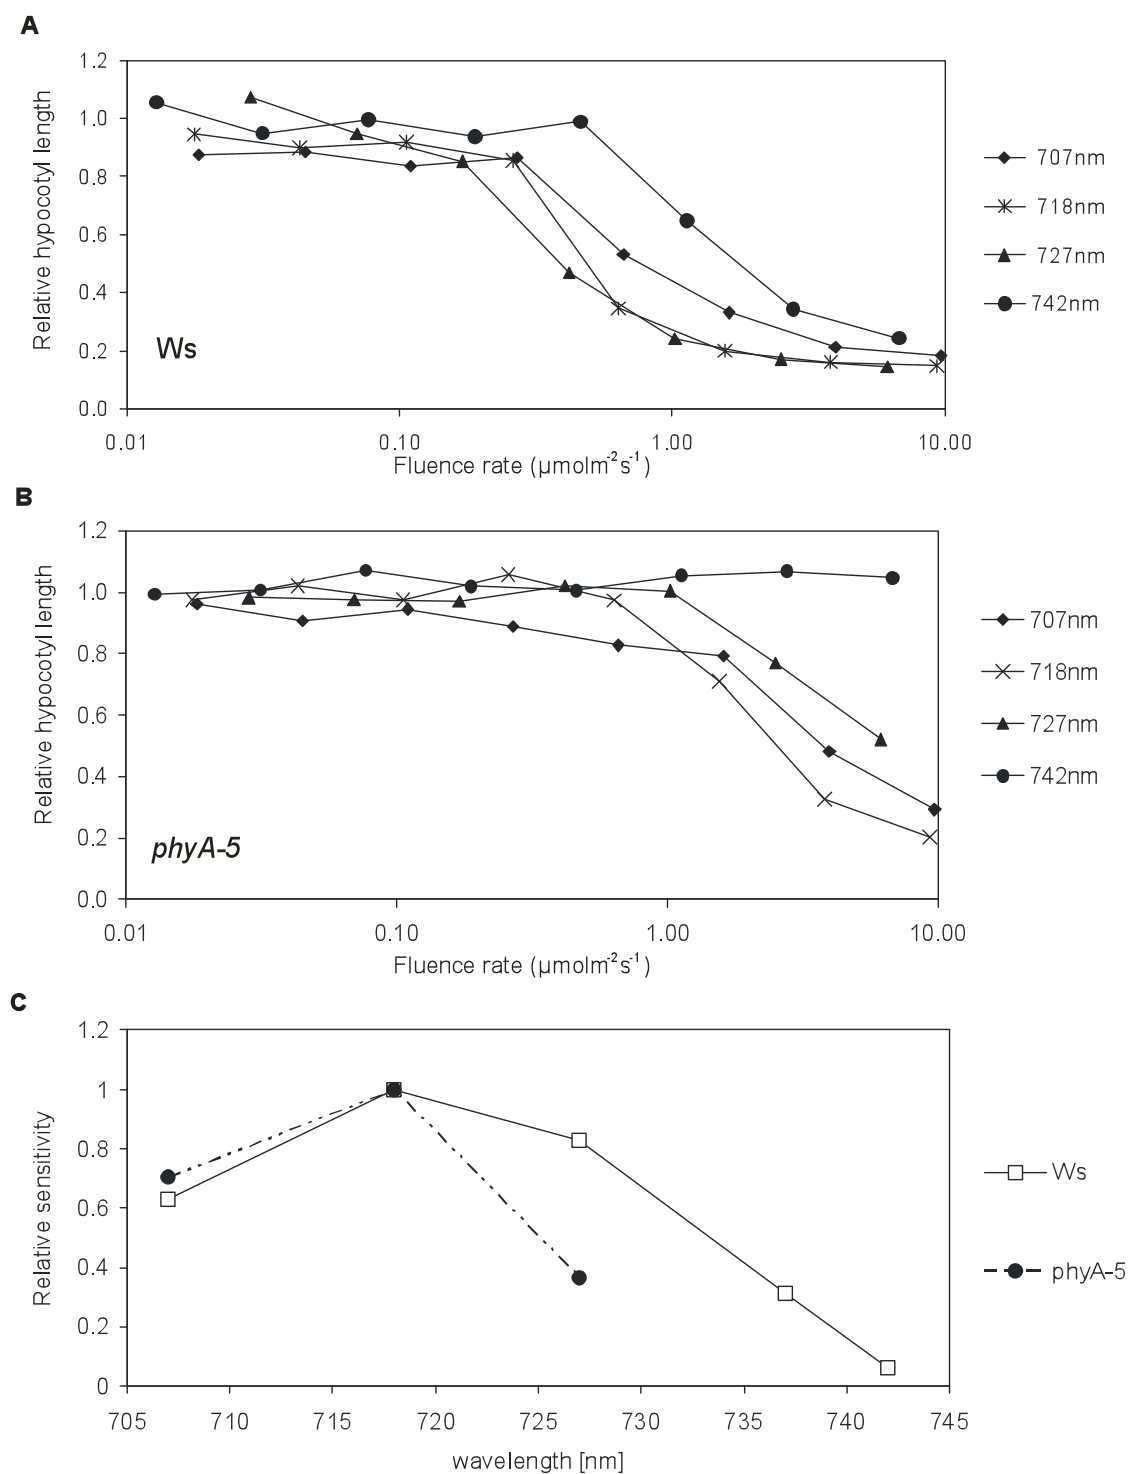 A
1.2
1.0
0.8
0.6
0.4
0.2
0.0
Relative hypocotyl length
Ws
0.01 0.10 1.00 10.00
Fluence rate (µmolm⁻²s⁻¹)
707nm
718nm
727nm
742nm
B
1.2
1.0
0.8
0.6
0.4
0.2
0.0
Relative hypocotyl length
phyA-5
0.01 0.10 1.00 10.00
Fluence rate (µmolm⁻²s⁻¹)
707nm
718nm
727nm
742nm
C
1.2
1
0.8
0.6
0.4
0.2
0
Relative sensitivity
705 710 715 720 725 730 735 740 745
wavelength [nm]
Ws
phyA-5